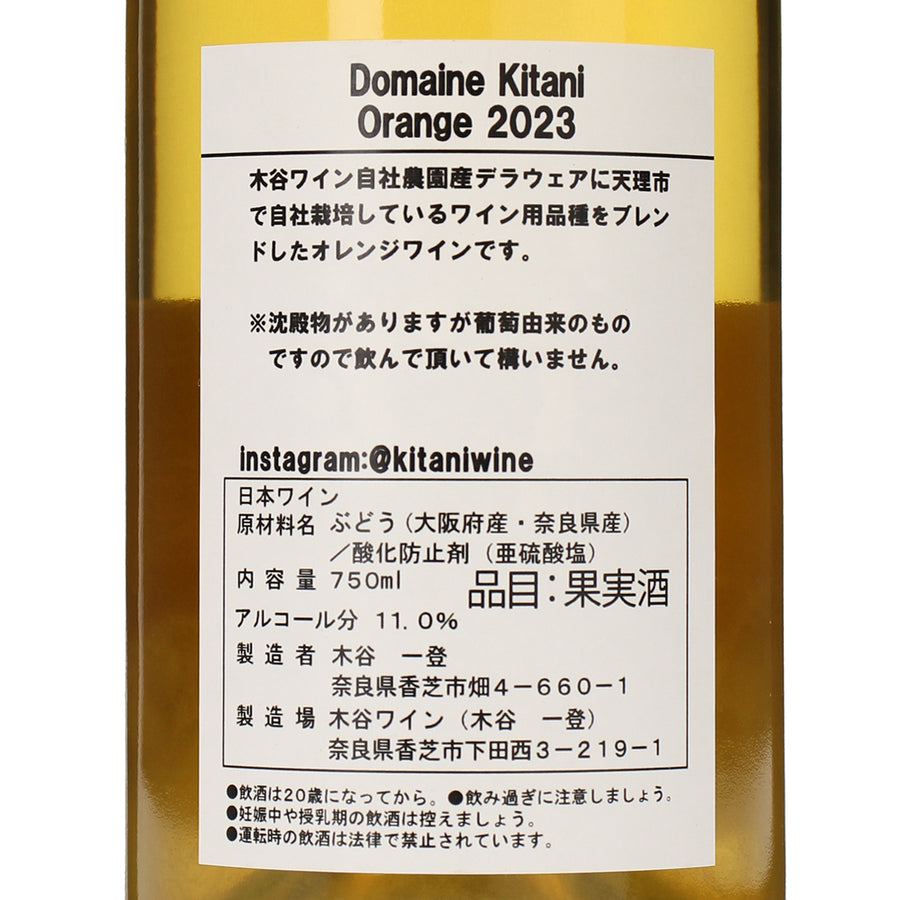 Domaine Kitani
Orange 2023
木谷ワイン自社農園産デラウェアに天理市
で自社栽培しているワイン用品種をブレン
ドしたオレンジワインです。
※沈殿物がありますが葡萄由来のもの
ですので飲んで頂いて構いません。
instagram:@kitaniwine
日本ワイン
原材料名 ぶどう(大阪府産・奈良県産)
/酸化防止剤(亜硫酸塩)
内容量 750ml 品目:果実酒
アルコール分 11.0%
製造者 木谷 一登
奈良県香芝市畑4-660-1
製造場 木谷ワイン(木谷 一登)
奈良県香芝市下田西3-219-1
●飲酒は20歳になってから。●飲み過ぎに注意しましょう。
●妊娠中や授乳期の飲酒は控えましょう。
●運転時の飲酒は法律で禁止されています。